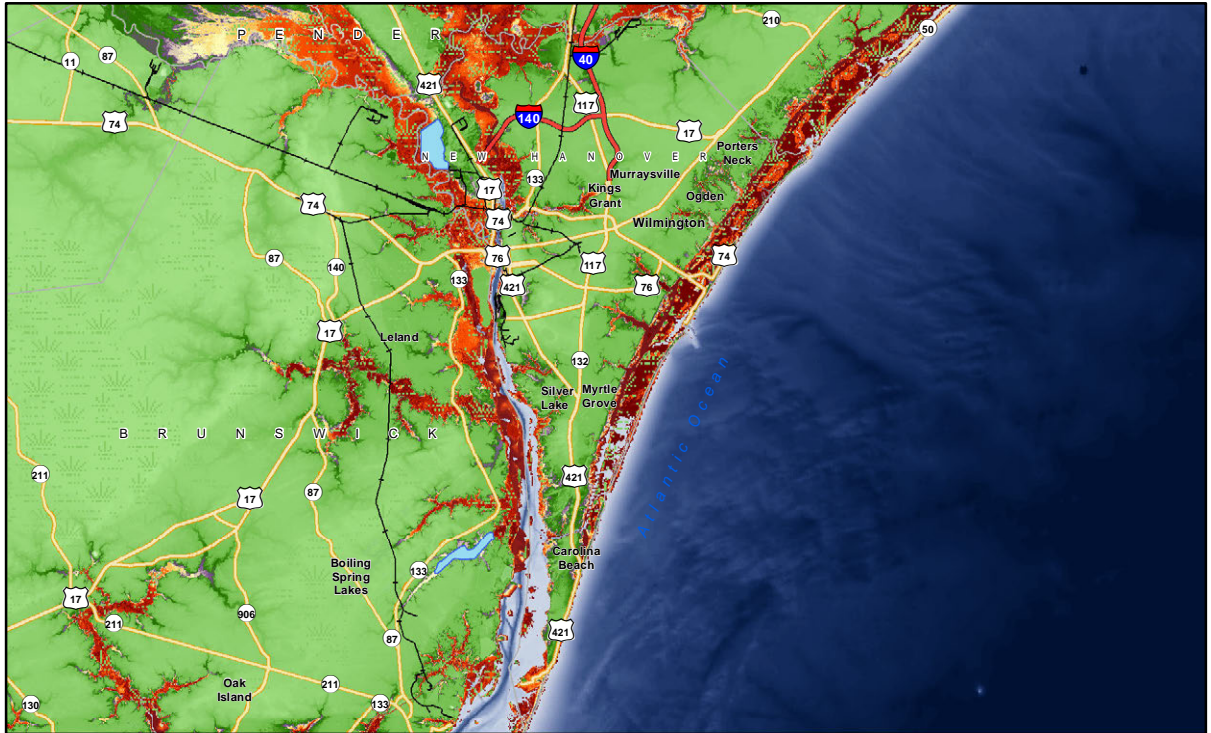 210
50
P E N D E R
87
11
40
421
117
140
74
17
Porters
Neck
N E W H A N O V E R
Murraysville
133
Kings
Grant
17
Ogden
74
74
Wilmington
76
74
87
140
117
133
421
76
17
Leland
132
Atlantic Ocean
Silver
Lake
Myrtle
Grove
B R U N S W I C K
211
421
87
17
Carolina
Beach
Boiling
Spring
Lakes
133
17
906
211
421
87
Oak
Island
211
130
133